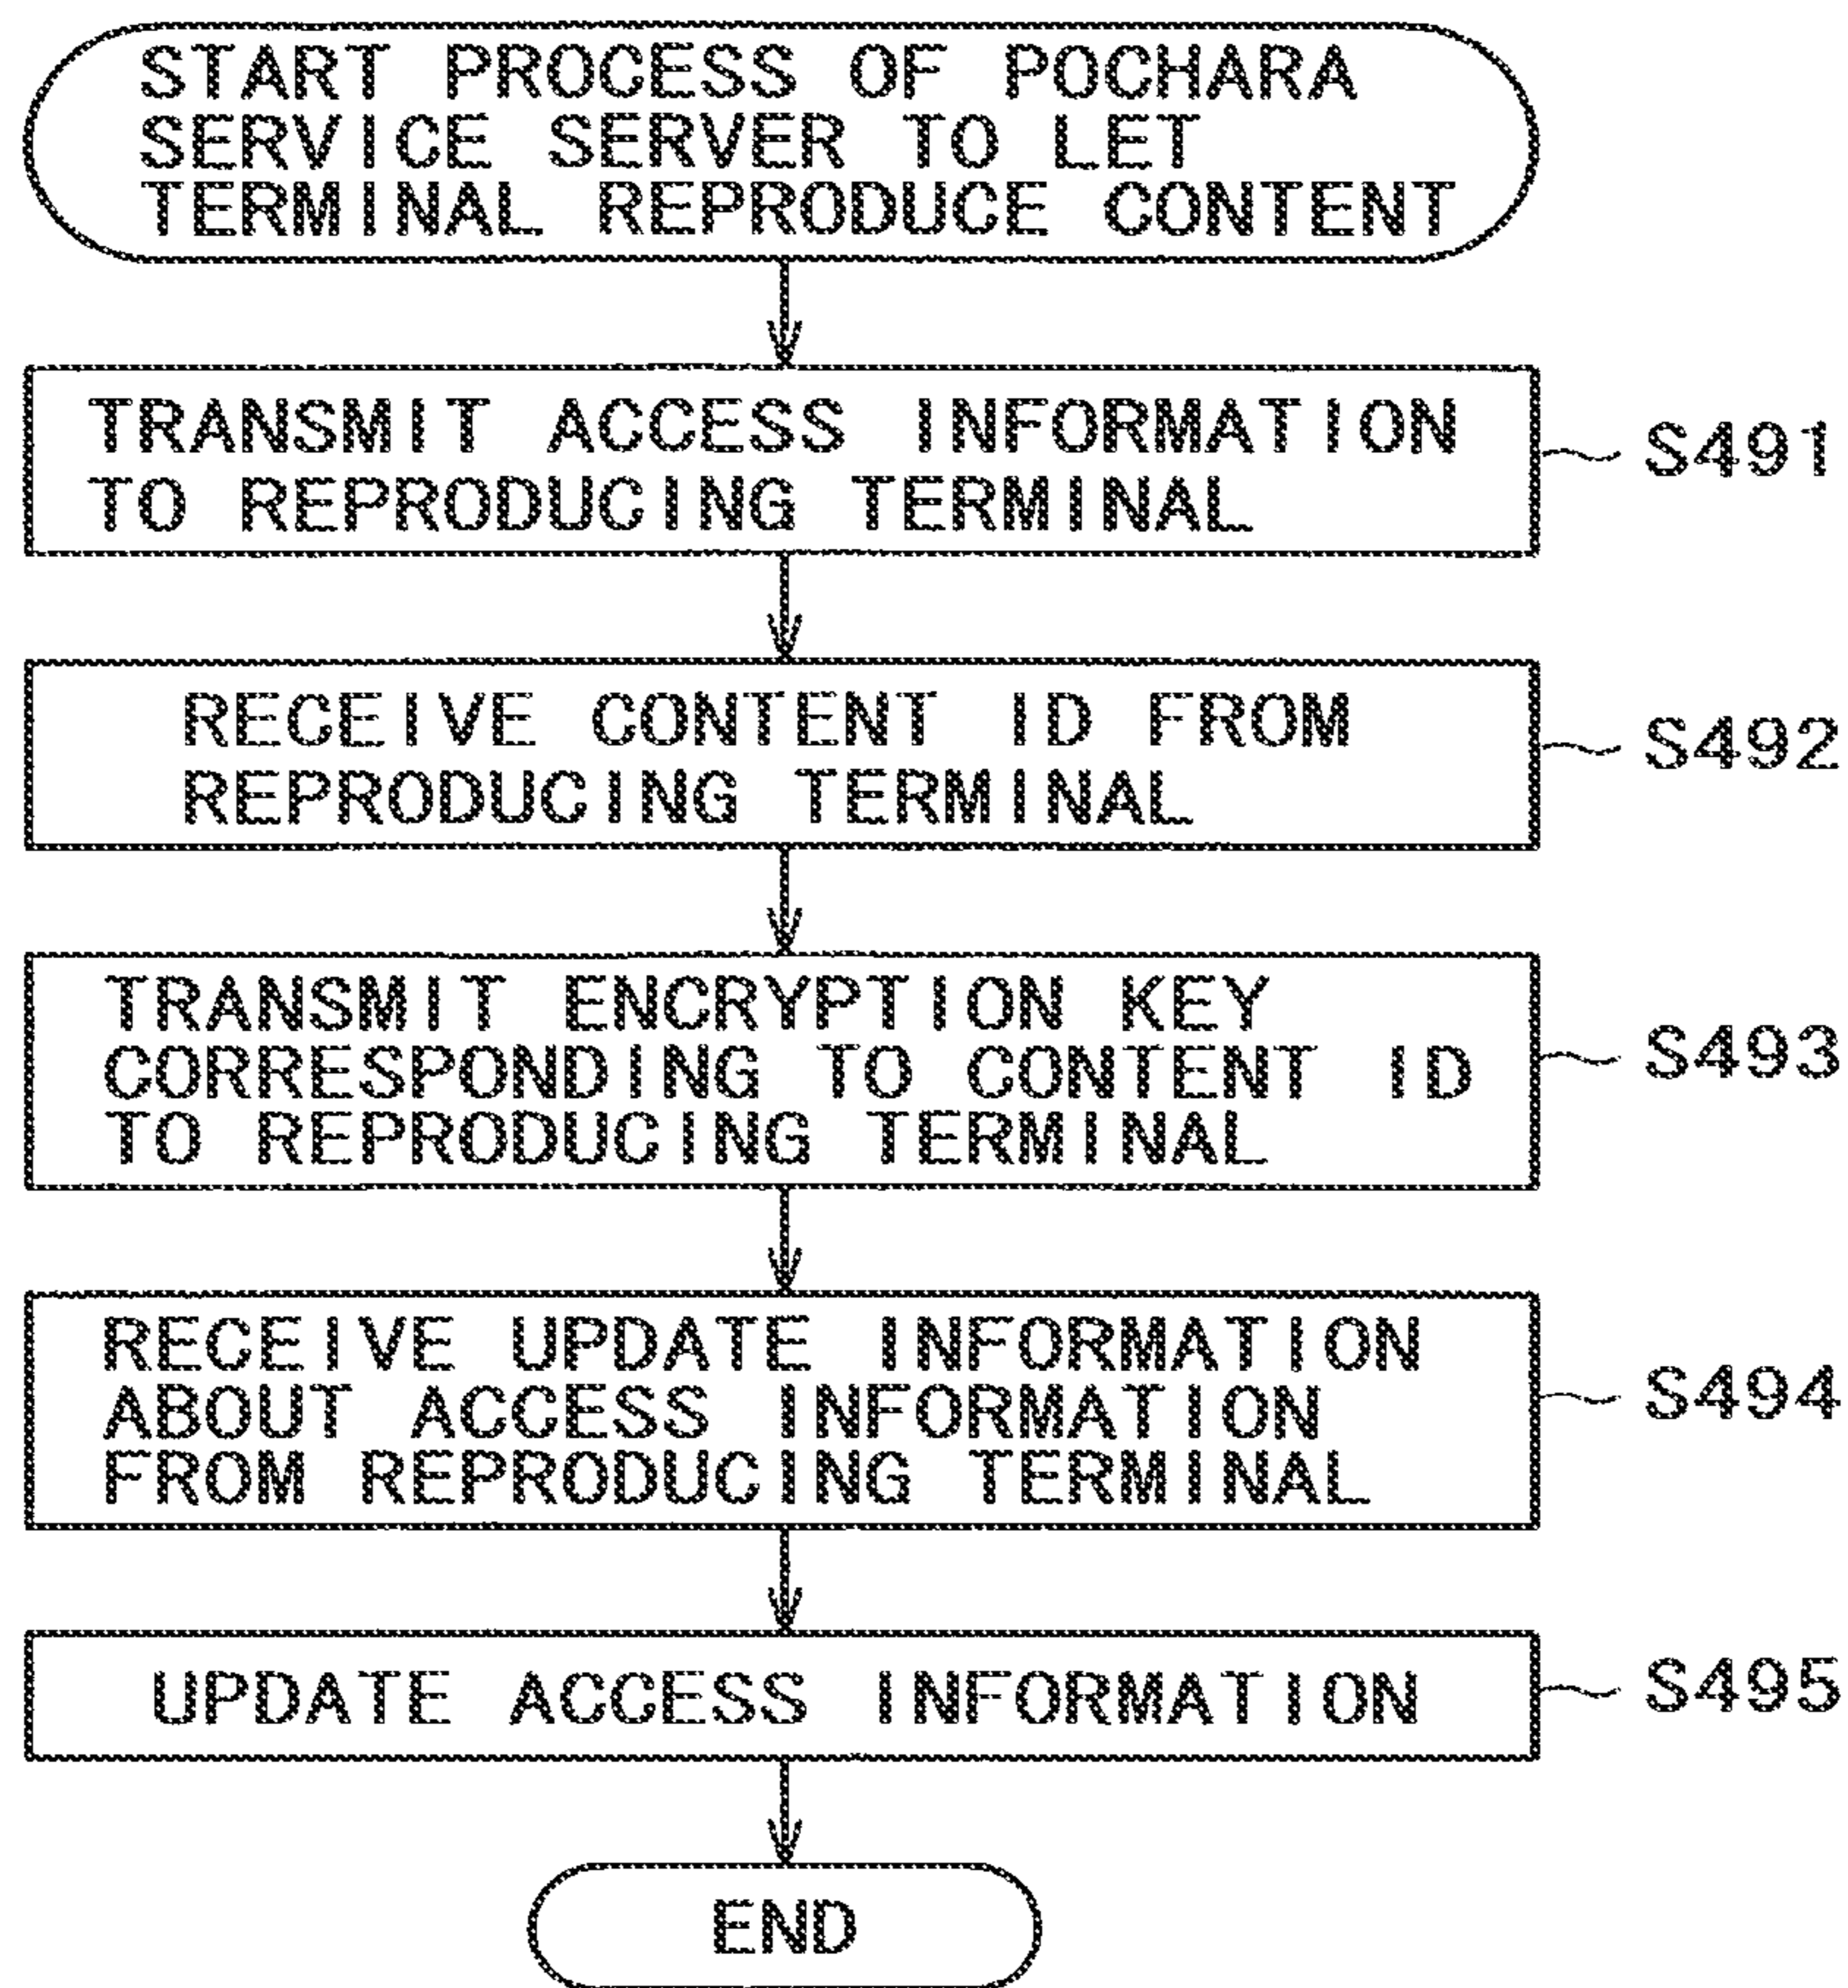 START PROCESS OF POCHARA
SERVICE SERVER TO LET
TERMINAL REPRODUCE CONTENT
TRANSMIT ACCESS INFORMATION
TO REPRODUCING TERMINAL
S491
RECEIVE CONTENT ID FROM
REPRODUCING TERMINAL
S492
TRANSMIT ENCRYPTION KEY
CORRESPONDING TO CONTENT ID
TO REPRODUCING TERMINAL
S493
RECEIVE UPDATE INFORMATION
ABOUT ACCESS INFORMATION
FROM REPRODUCING TERMINAL
S494
UPDATE ACCESS INFORMATION
S495
END